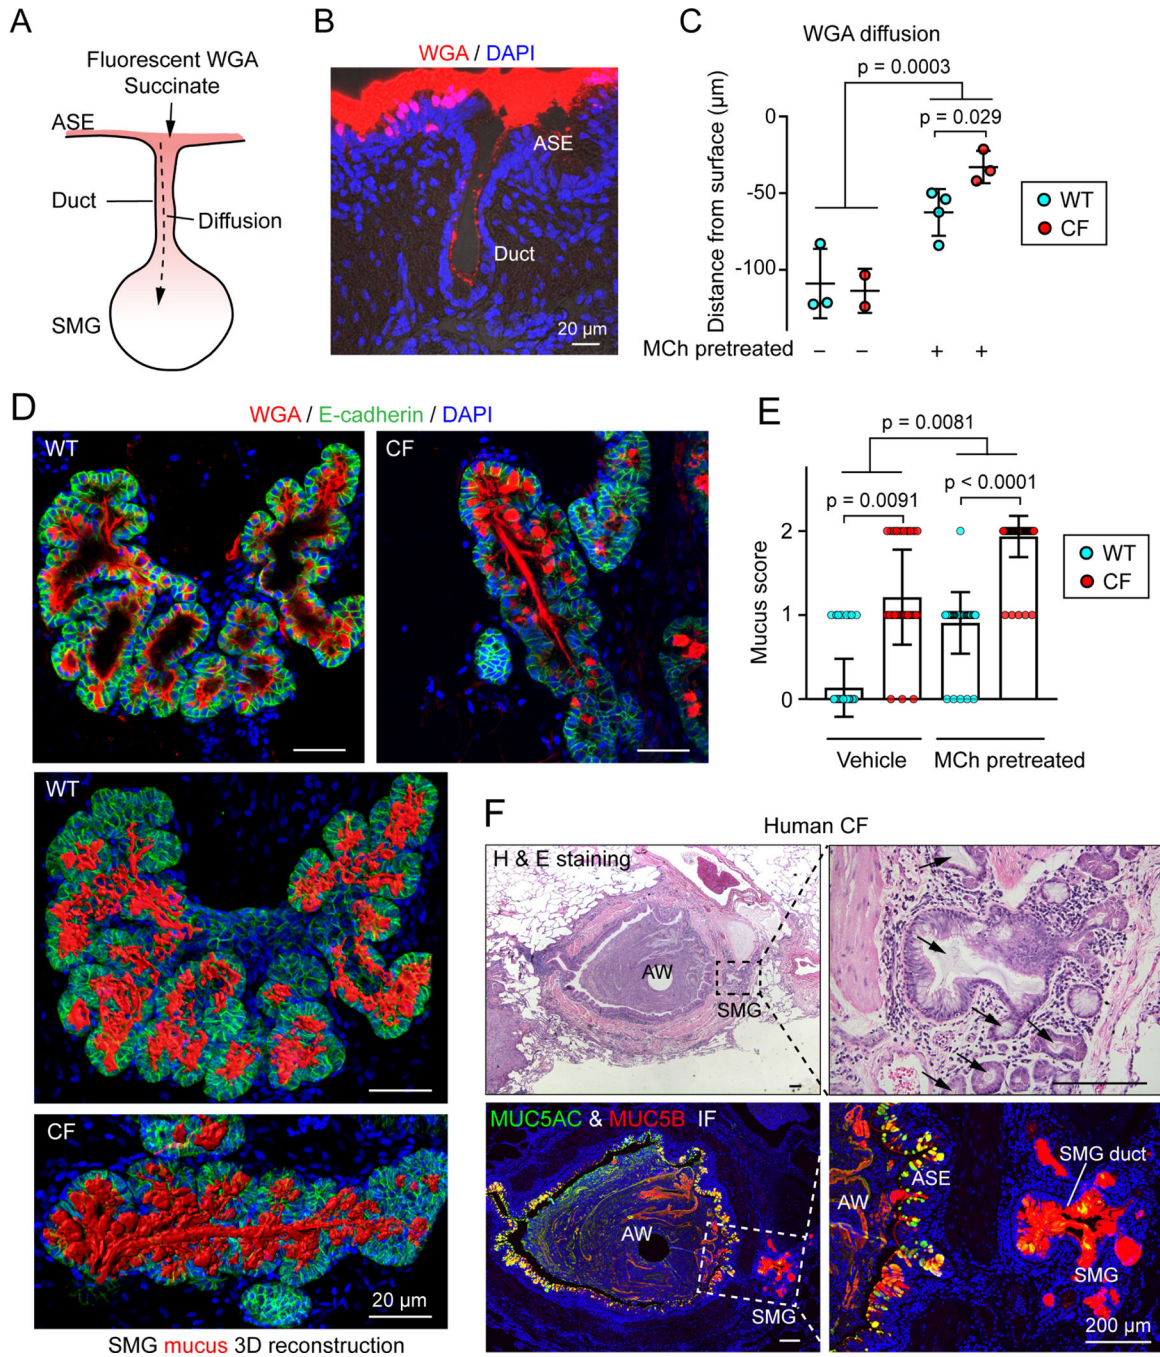 A
Fluorescent WGA
Succinate
ASE
Duct
Diffusion
SMG
B
WGA / DAPI
ASE
Duct
20 µm
C
WGA diffusion
p = 0.0003
p = 0.029
Distance from surface (µm)
0
-50
-100
WT
CF
MCh pretreated
– – + +
D
WGA / E-cadherin / DAPI
WT
CF
WT
CF
20 µm
SMG mucus 3D reconstruction
E
p = 0.0081
p = 0.0091
p < 0.0001
Mucus score
2
1
0
WT
CF
Vehicle
MCh pretreated
F
Human CF
H & E staining
AW
SMG
MUC5AC & MUC5B IF
AW
SMG
SMG duct
ASE
AW
SMG
200 µm